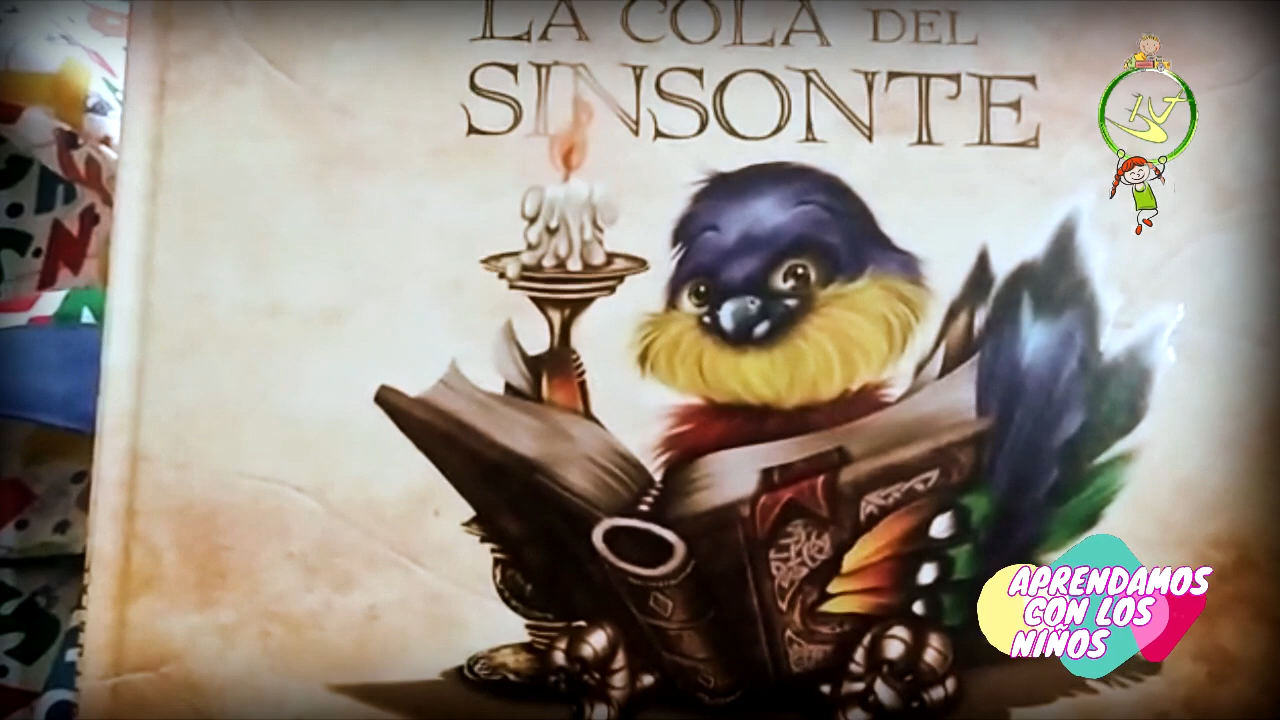 LA COLA DEL
SINSONTE
APRENDAMOS
CON LOS
NIÑOS